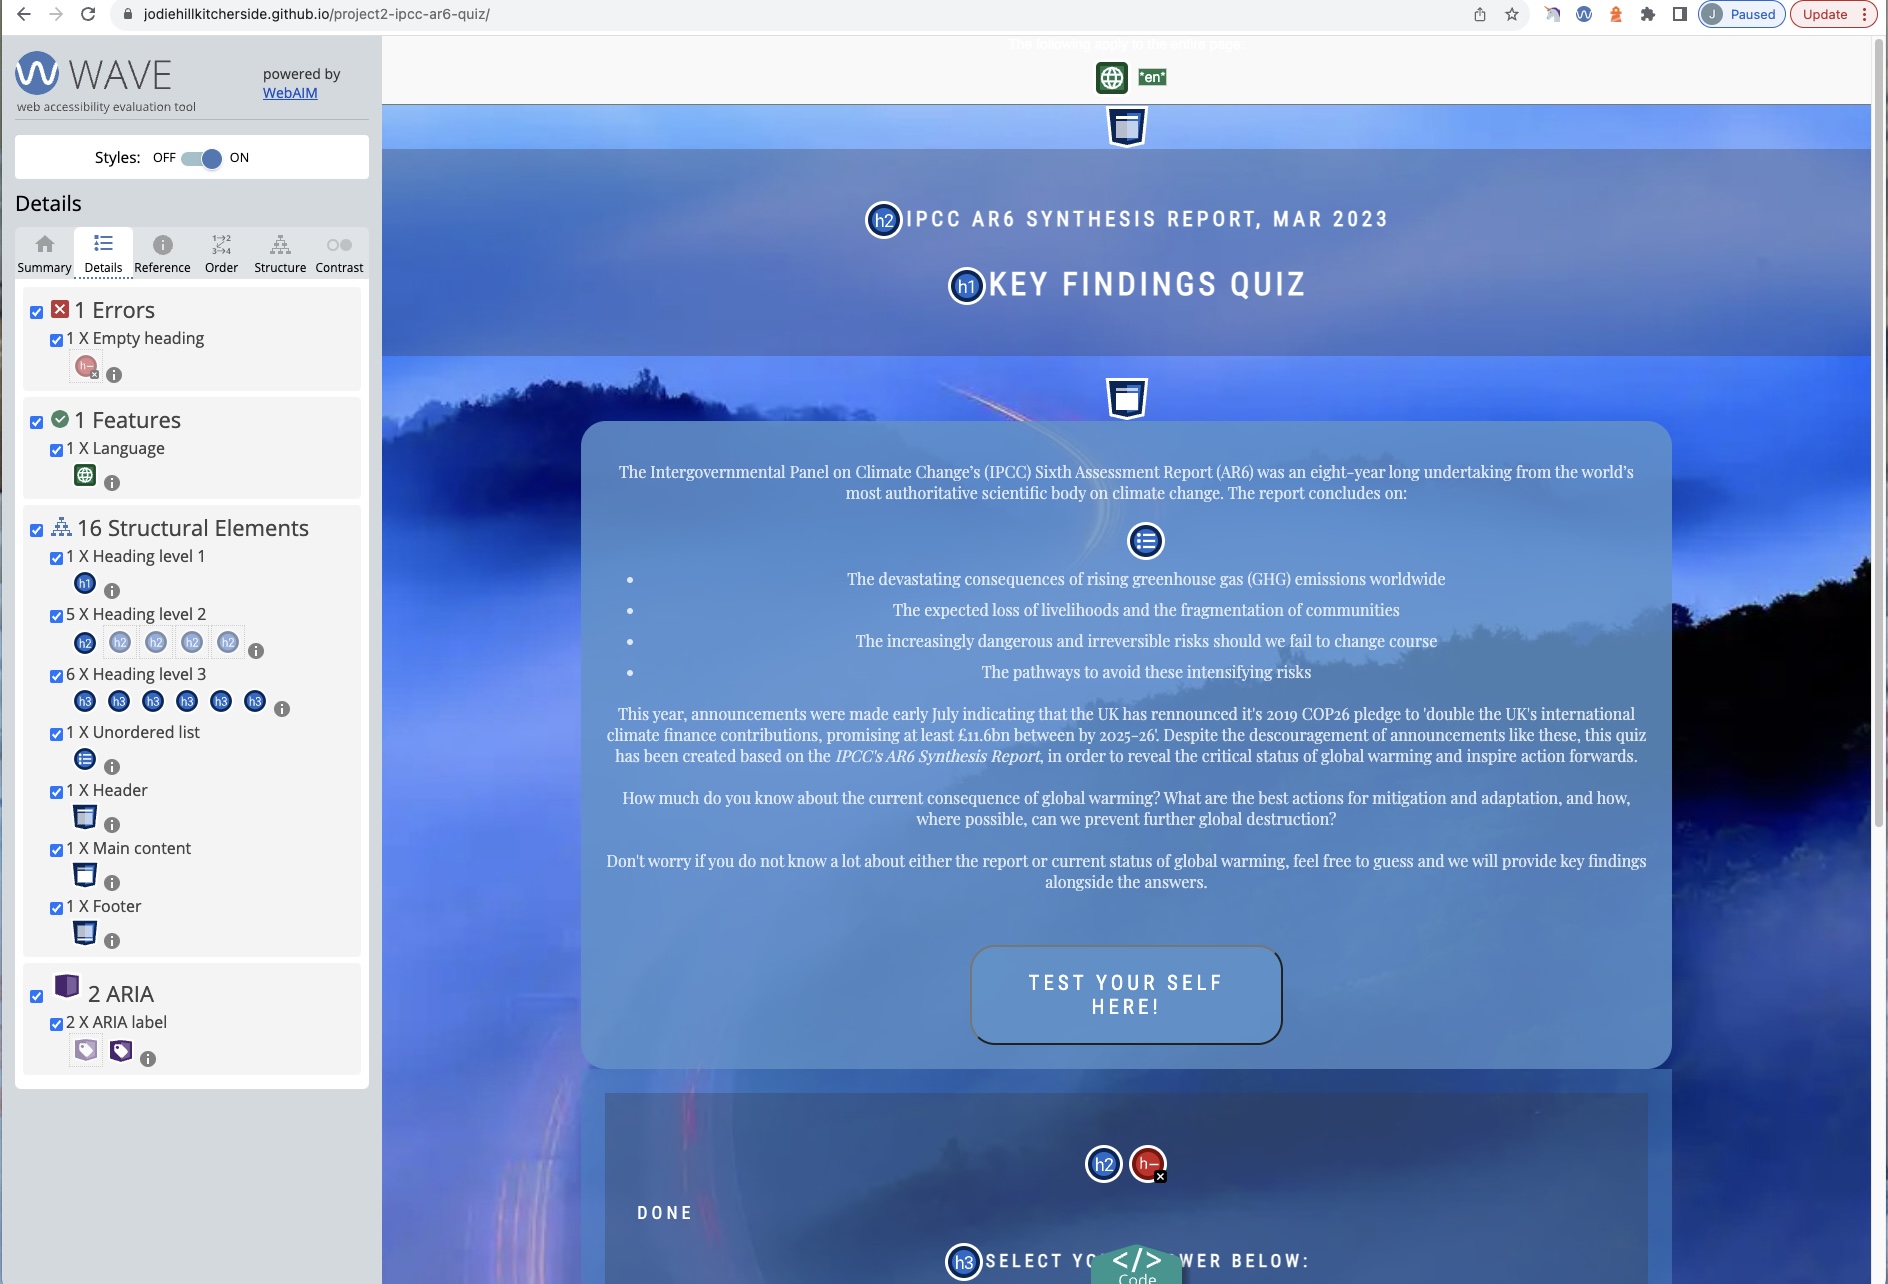 jodiehillkitcherside.github.io/project2-ipcc-ar6-quiz/
J Paused
Update
WAVE
web accessibility evaluation tool
powered by
WebAIM
Styles: OFF ON
Details
Summary Details Reference Order Structure Contrast
1 Errors
1 X Empty heading
1 Features
1 X Language
16 Structural Elements
1 X Heading level 1
h1
5 X Heading level 2
h2 h2 h2 h2 h2
6 X Heading level 3
h3 h3 h3 h3 h3 h3
1 X Unordered list
1 X Header
1 X Main content
1 X Footer
2 ARIA
2 X ARIA label
The following apply to the entire page:
*en*
h2 IPCC AR6 SYNTHESIS REPORT, MAR 2023
h1 KEY FINDINGS QUIZ
The Intergovernmental Panel on Climate Change’s (IPCC) Sixth Assessment Report (AR6) was an eight-year long undertaking from the world’s
most authoritative scientific body on climate change. The report concludes on:
The devastating consequences of rising greenhouse gas (GHG) emissions worldwide
The expected loss of livelihoods and the fragmentation of communities
The increasingly dangerous and irreversible risks should we fail to change course
The pathways to avoid these intensifying risks
This year, announcements were made early July indicating that the UK has rennounced it's 2019 COP26 pledge to 'double the UK's international
climate finance contributions, promising at least £11.6bn between by 2025-26'. Despite the descouragement of announcements like these, this quiz
has been created based on the IPCC's AR6 Synthesis Report, in order to reveal the critical status of global warming and inspire action forwards.
How much do you know about the current consequence of global warming? What are the best actions for mitigation and adaptation, and how,
where possible, can we prevent further global destruction?
Don't worry if you do not know a lot about either the report or current status of global warming, feel free to guess and we will provide key findings
alongside the answers.
TEST YOUR SELF
HERE!
h2 h–
DONE
h3 SELECT YO WER BELOW:
</> Code